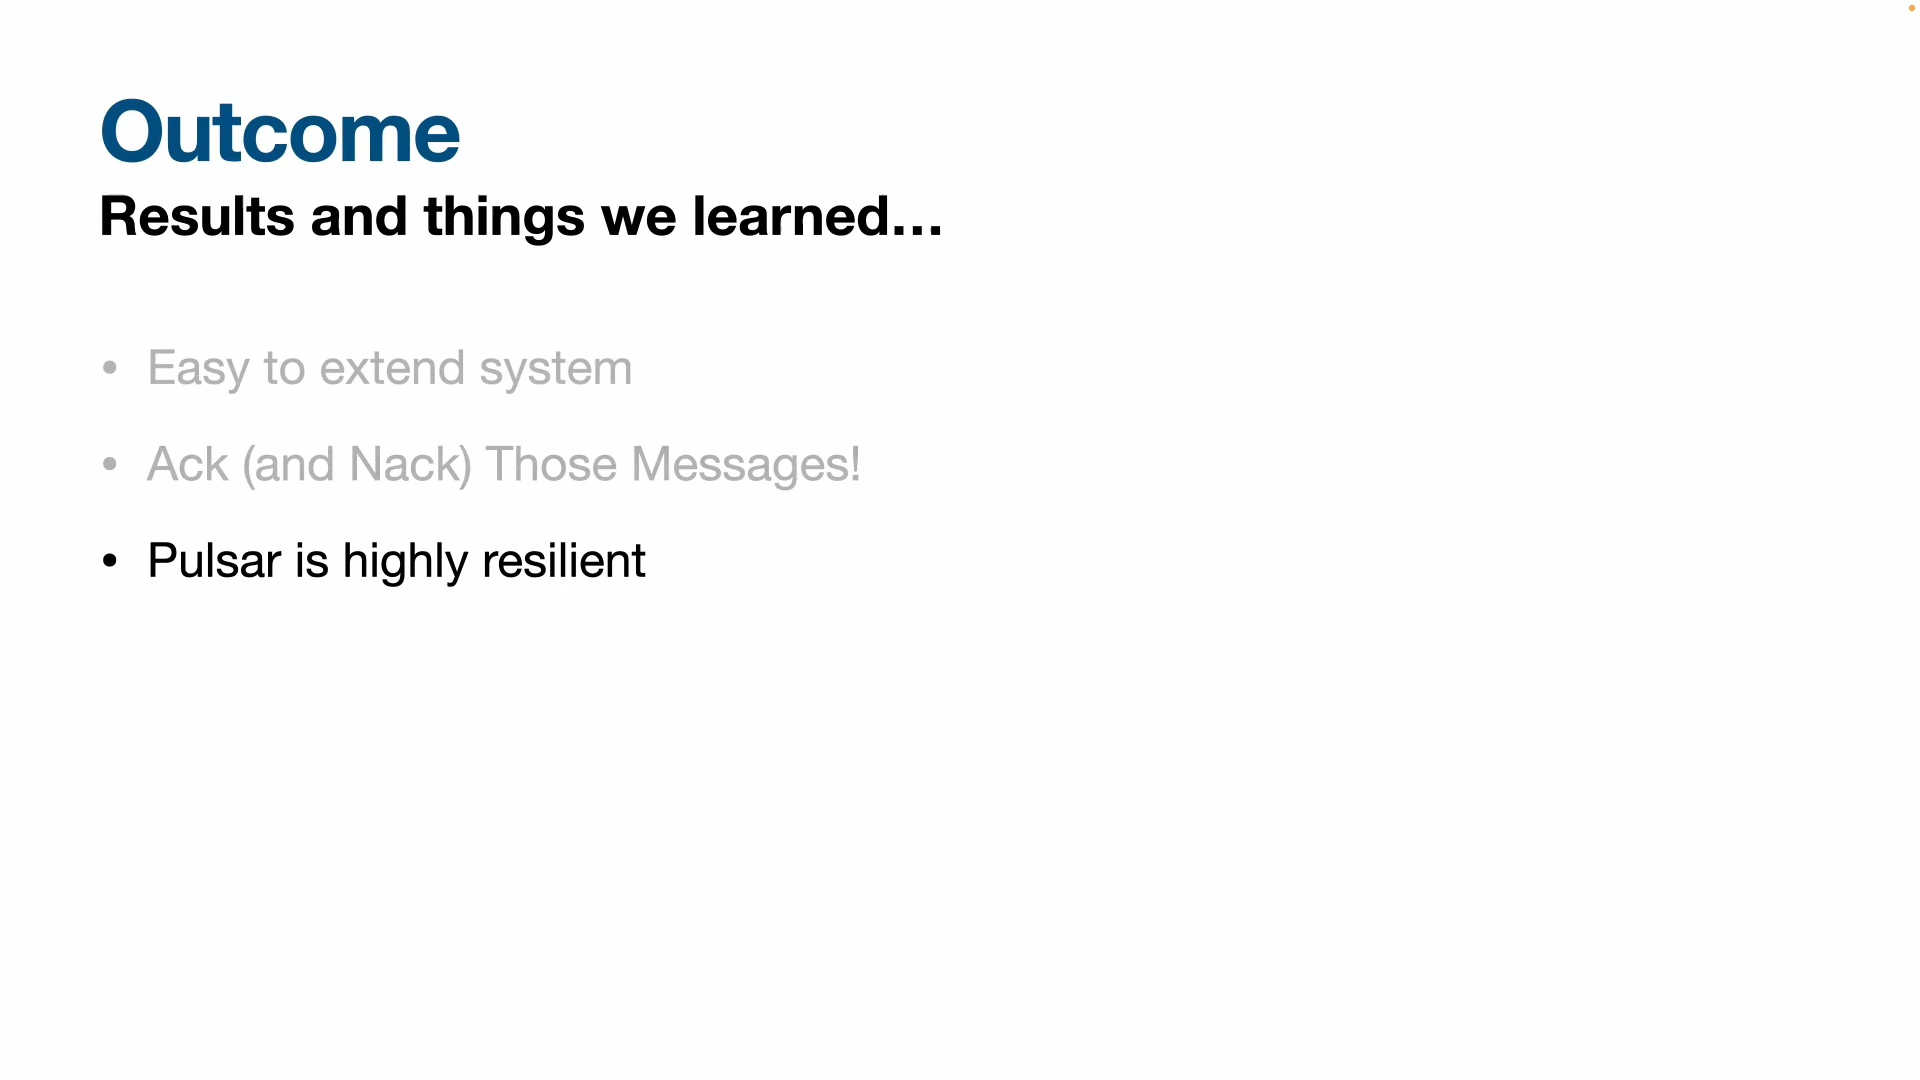 Outcome
Results and things we learned…
• Easy to extend system
• Ack (and Nack) Those Messages!
• Pulsar is highly resilient